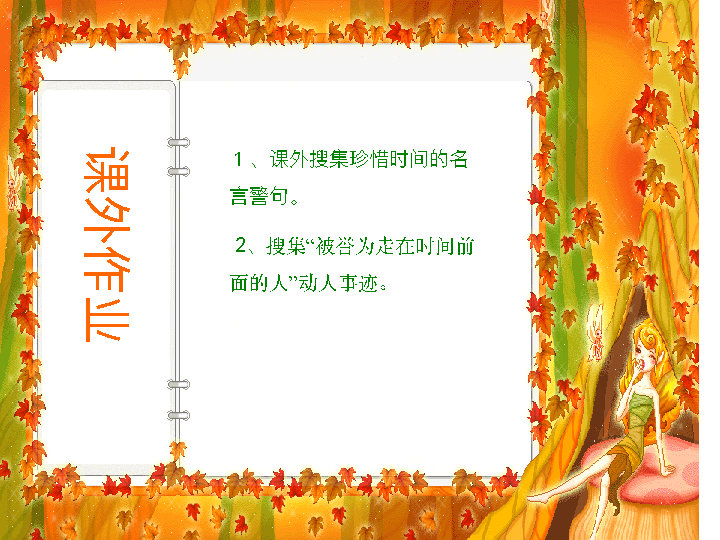 课外作业
1、课外搜集珍惜时间的名
言警句。
2、搜集“被誉为走在时间前
面的人”动人事迹。